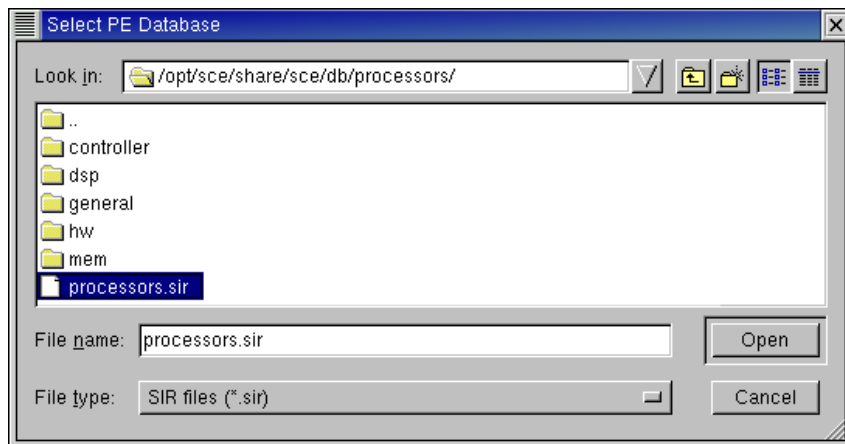 Select PE Database
Look in: /opt/sce/share/sce/db/processors/
..
controller
dsp
general
hw
mem
processors.sir
File name: processors.sir Open
File type: SIR files (*.sir) Cancel